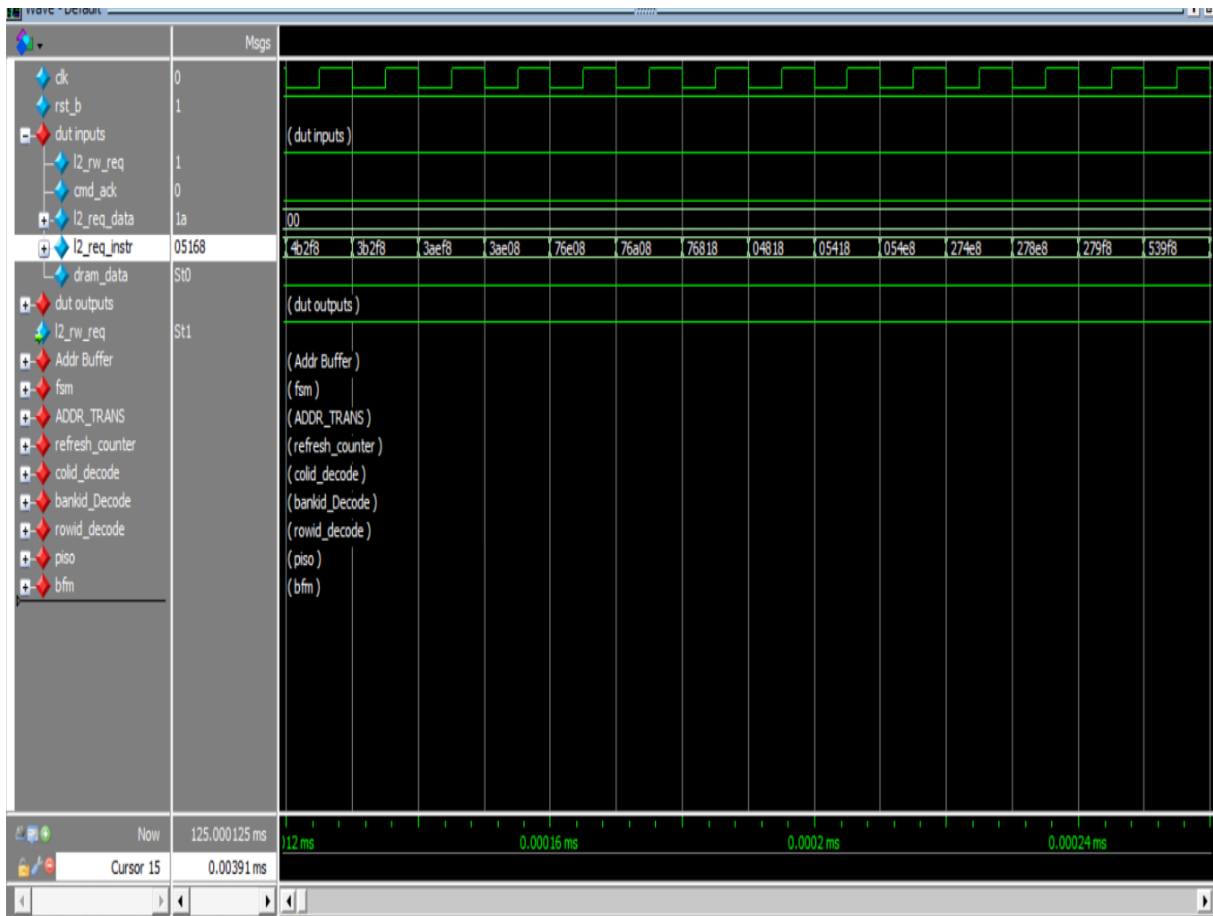 Wave - Default
Msgs
clk 0
rst_b 1
dut inputs ( dut inputs )
l2_rw_req 1
cmd_ack 0
l2_req_data 1a 00
l2_req_instr 05168 4b2f8 3b2f8 3aef8 3ae08 76e08 76a08 76818 04818 05418 054e8 274e8 278e8 279f8 539f8
dram_data St0
dut outputs ( dut outputs )
l2_rw_req St1
Addr Buffer ( Addr Buffer )
fsm ( fsm )
ADDR_TRANS ( ADDR_TRANS )
refresh_counter ( refresh_counter )
colid_decode ( colid_decode )
bankid_Decode ( bankid_Decode )
rowid_decode ( rowid_decode )
piso ( piso )
bfm ( bfm )
Now 125.000125 ms 12 ms 0.00016 ms 0.0002 ms 0.00024 ms
Cursor 15 0.00391 ms